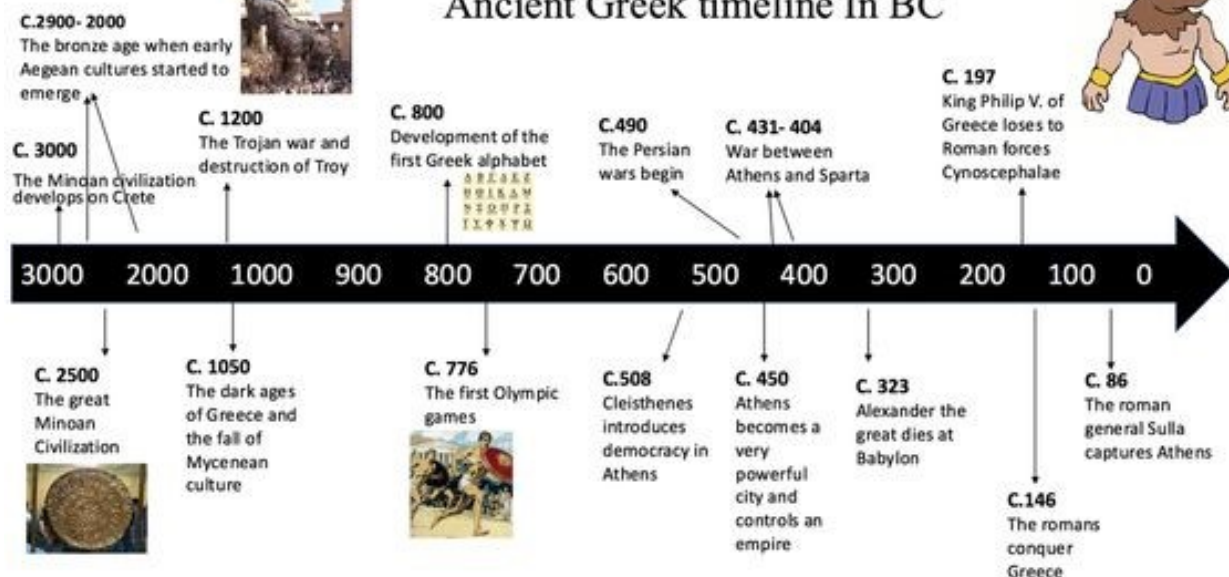 Ancient Greek timeline In BC
C.2900- 2000
The bronze age when early
Aegean cultures started to
emerge
C. 3000
The Minoan civilization
develops on Crete
C. 1200
The Trojan war and
destruction of Troy
C. 800
Development of the
first Greek alphabet
C.490
The Persian
wars begin
C. 431- 404
War between
Athens and Sparta
C. 197
King Philip V. of
Greece loses to
Roman forces
Cynoscephalae
3000 2000 1000 900 800 700 600 500 400 300 200 100 0
C. 2500
The great
Minoan
Civilization
C. 1050
The dark ages
of Greece and
the fall of
Mycenean
culture
C. 776
The first Olympic
games
C.508
Cleisthenes
introduces
democracy in
Athens
C. 450
Athens
becomes a
very
powerful
city and
controls an
empire
C. 323
Alexander the
great dies at
Babylon
C.146
The romans
conquer
Greece
C. 86
The roman
general Sulla
captures Athens